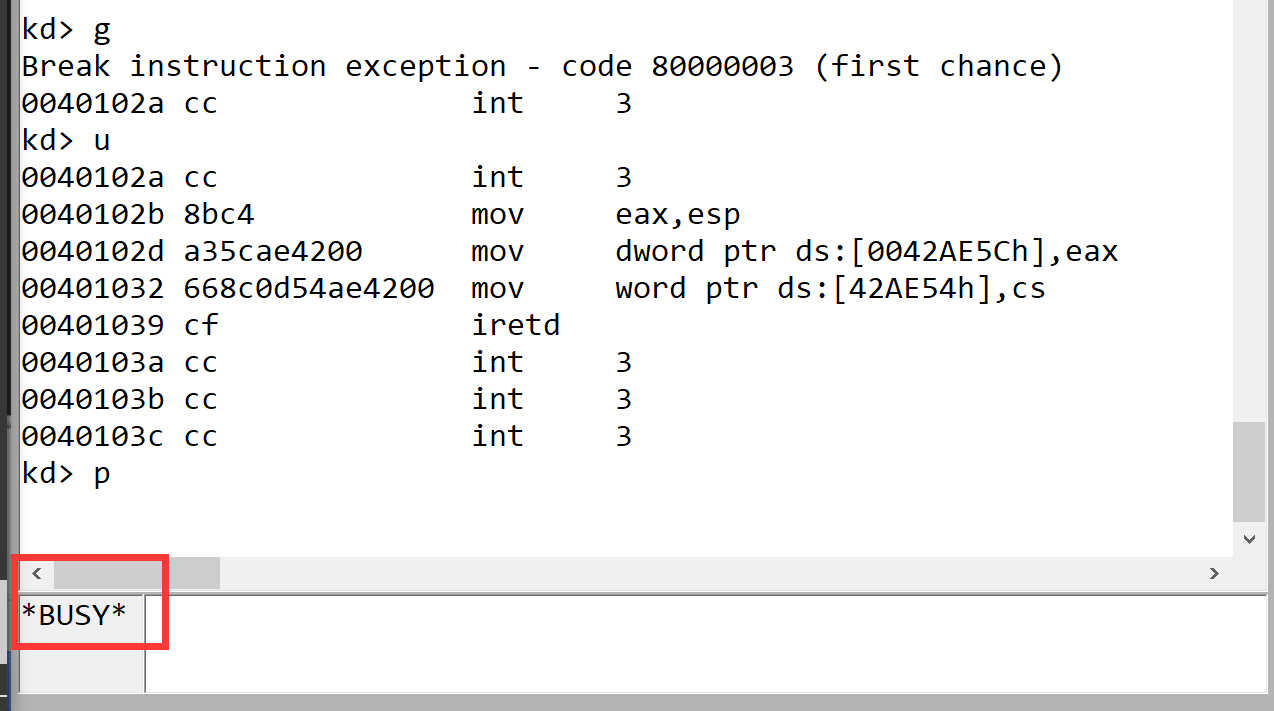 kd> g
Break instruction exception - code 80000003 (first chance)
0040102a cc              int     3
kd> u
0040102a cc              int     3
0040102b 8bc4            mov     eax,esp
0040102d a35cae4200      mov     dword ptr ds:[0042AE5Ch],eax
00401032 668c0d54ae4200  mov     word ptr ds:[42AE54h],cs
00401039 cf              iretd
0040103a cc              int     3
0040103b cc              int     3
0040103c cc              int     3
kd> p
*BUSY*